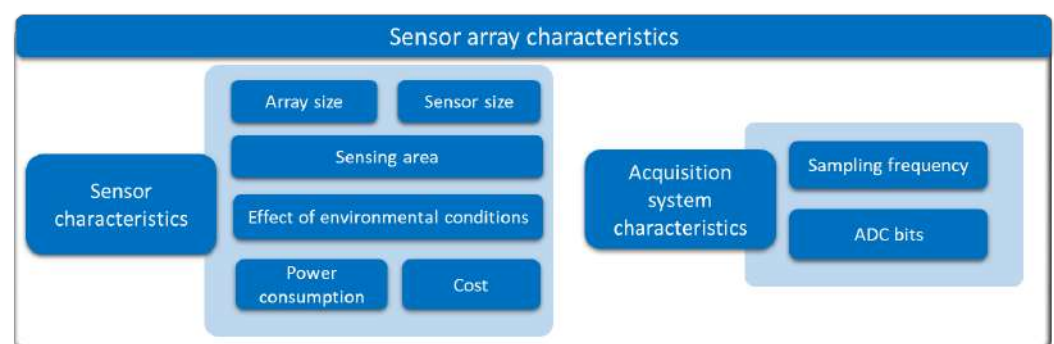 Sensor array characteristics
Sensor
characteristics
Array size
Sensor size
Sensing area
Effect of environmental conditions
Power
consumption
Cost
Acquisition
system
characteristics
Sampling frequency
ADC bits